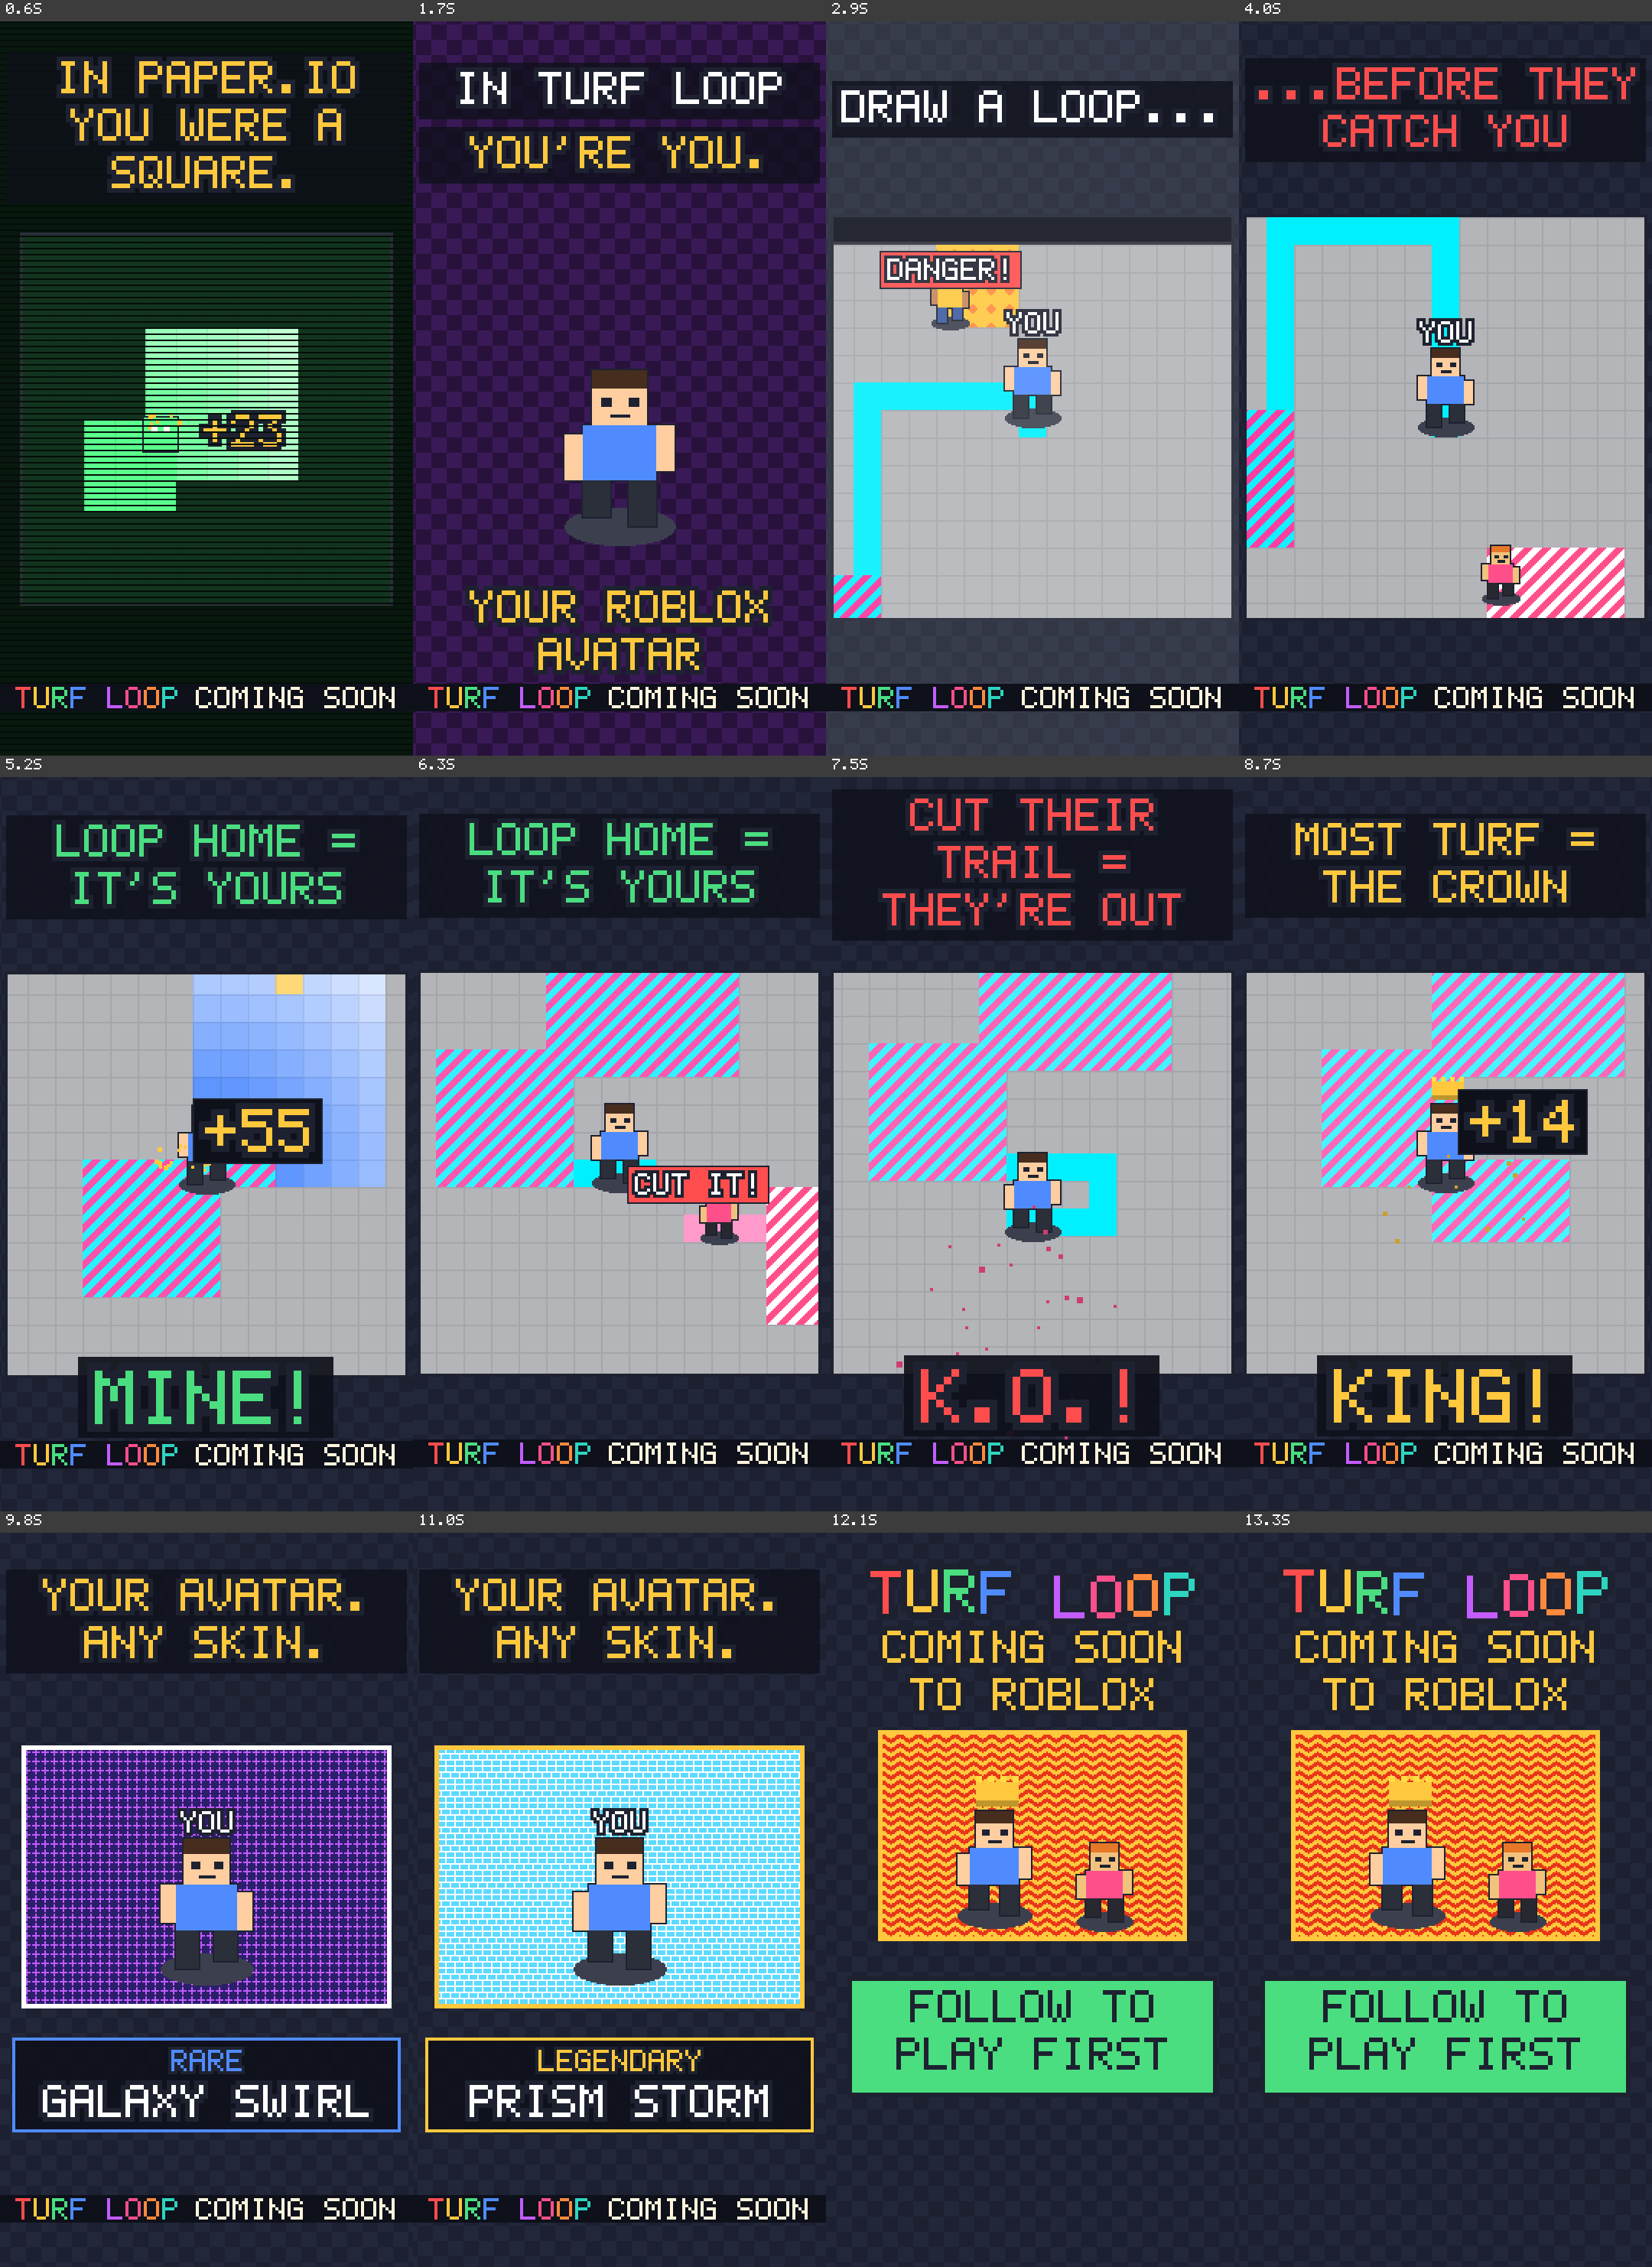 0.6S
IN PAPER.IO
YOU WERE A
SQUARE.
+23
TURF LOOP COMING SOON
1.7S
IN TURF LOOP
YOU'RE YOU.
YOUR ROBLOX
AVATAR
TURF LOOP COMING SOON
2.9S
DRAW A LOOP...
DANGER!
YOU
TURF LOOP COMING SOON
4.0S
...BEFORE THEY
CATCH YOU
YOU
TURF LOOP COMING SOON
5.2S
LOOP HOME =
IT'S YOURS
+55
MINE!
TURF LOOP COMING SOON
6.3S
LOOP HOME =
IT'S YOURS
CUT IT!
TURF LOOP COMING SOON
7.5S
CUT THEIR
TRAIL =
THEY'RE OUT
K.O.!
TURF LOOP COMING SOON
8.7S
MOST TURF =
THE CROWN
+14
KING!
TURF LOOP COMING SOON
9.8S
YOUR AVATAR.
ANY SKIN.
YOU
RARE
GALAXY SWIRL
TURF LOOP COMING SOON
11.0S
YOUR AVATAR.
ANY SKIN.
YOU
LEGENDARY
PRISM STORM
TURF LOOP COMING SOON
12.1S
TURF LOOP
COMING SOON
TO ROBLOX
FOLLOW TO
PLAY FIRST
13.3S
TURF LOOP
COMING SOON
TO ROBLOX
FOLLOW TO
PLAY FIRST